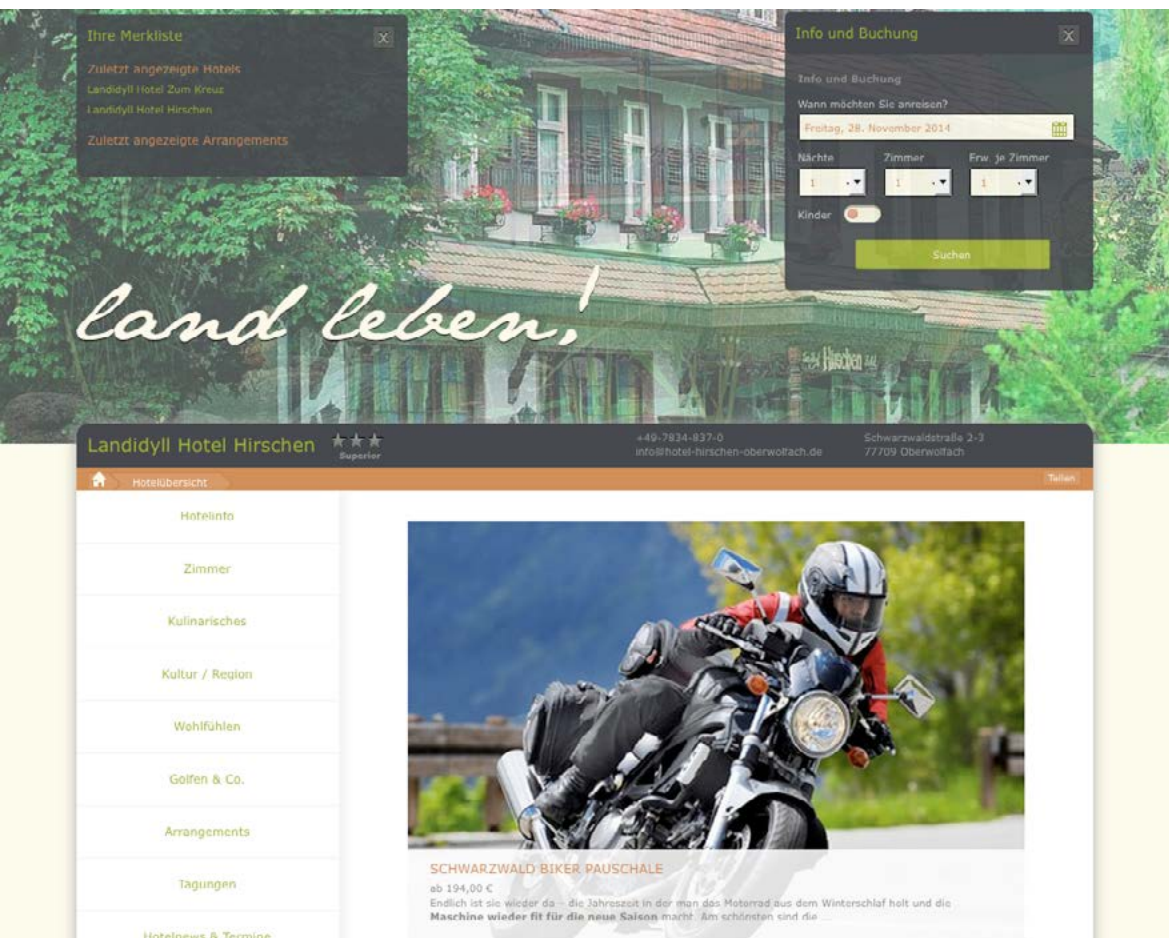 Ihre Merkliste
X
Zuletzt angezeigte Hotels
Landidyll Hotel Zum Kreuz
Landidyll Hotel Hirschen
Zuletzt angezeigte Arrangements
Info und Buchung
X
Info und Buchung
Wann möchten Sie anreisen?
Freitag, 28. November 2014
Nächte Zimmer Erw. je Zimmer
1 1 1
Kinder
Suchen
land leben!
Hirschen
Landidyll Hotel Hirschen
Superior
+49-7834-837-0
info@hotel-hirschen-oberwolfach.de
Schwarzwaldstraße 2-3
77709 Oberwolfach
Hotelübersicht
Teilen
Hotelinfo
Zimmer
Kulinarisches
Kultur / Region
Wohlfühlen
Golfen & Co.
Arrangements
Tagungen
Hotelnews & Termine
SCHWARZWALD BIKER PAUSCHALE
ab 194,00 €
Endlich ist sie wieder da – die Jahreszeit in der man das Motorrad aus dem Winterschlaf holt und die
Maschine wieder fit für die neue Saison macht. Am schönsten sind die ...